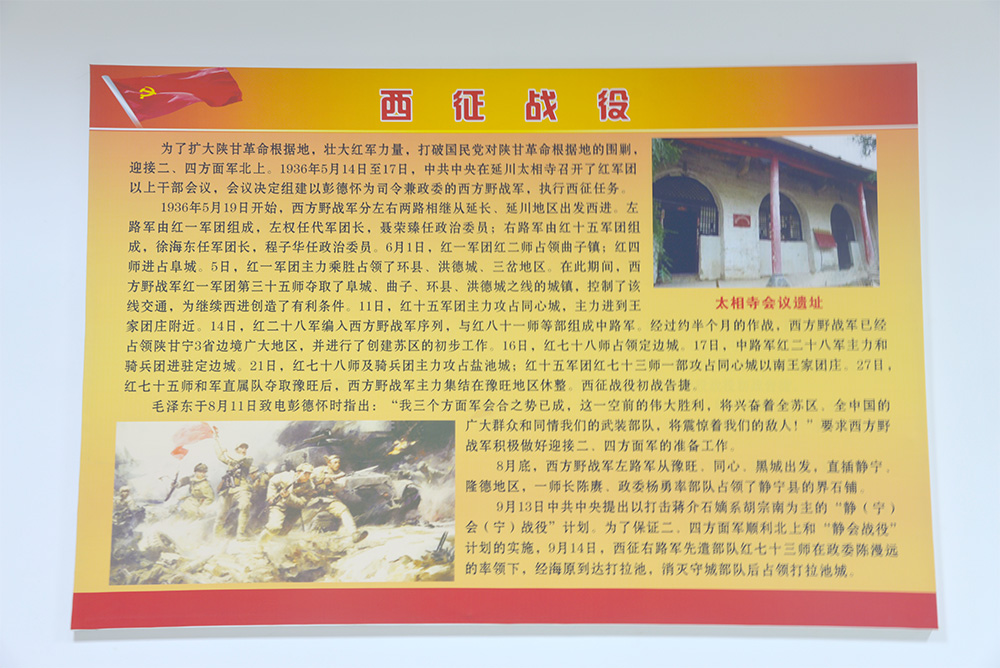 西征战役
为了扩大陕甘革命根据地，壮大红军力量，打破国民党对陕甘革命根据地的围剿，
迎接二、四方面军北上。1936年5月14日至17日，中共中央在延川太相寺召开了红军团
以上干部会议，会议决定组建以彭德怀为司令兼政委的西方野战军，执行西征任务。
1936年5月19日开始，西方野战军分左右两路相继从延长、延川地区出发西进。左
路军由红一军团组成，左权任代军团长，聂荣臻任政治委员；右路军由红十五军团组
成，徐海东任军团长，程子华任政治委员。6月1日，红一军团红二师占领曲子镇；红四
师进占阜城。5日，红一军团主力乘胜占领了环县、洪德城、三岔地区。在此期间，西
方野战军红一军团第三十五师夺取了阜城、曲子、环县、洪德城之线的城镇，控制了该
线交通，为继续西进创造了有利条件。11日，红十五军团主力攻占同心城，主力进到王
家团庄附近。14日，红二十八军编入西方野战军序列，与红八十一师等部组成中路军。经过约半个月的作战，西方野战军已经
占领陕甘宁3省边境广大地区，并进行了创建苏区的初步工作。16日，红七十八师占领定边城。17日，中路军红二十八军主力和
骑兵团进驻定边城。21日，红七十八师及骑兵团主力攻占盐池城；红十五军团红七十三师一部攻占同心城以南王家团庄。27日，
红七十五师和军直属队夺取豫旺后，西方野战军主力集结在豫旺地区休整。西征战役初战告捷。
毛泽东于8月11日致电彭德怀时指出：“我三个方面军会合之势已成，这一空前的伟大胜利，将兴奋着全苏区、全中国的
广大群众和同情我们的武装部队，将震惊着我们的敌人！”要求西方野
战军积极做好迎接二、四方面军的准备工作。
8月底，西方野战军左路军从豫旺、同心、黑城出发，直插静宁、
隆德地区，一师长陈赓、政委杨勇率部队占领了静宁县的界石铺。
9月13日中共中央提出以打击蒋介石嫡系胡宗南为主的“静（宁）
会（宁）战役”计划。为了保证二、四方面军顺利北上和“静会战役”
计划的实施，9月14日，西征右路军先遣部队红七十三师在政委陈漫远
的率领下，经海原到达打拉池，消灭守城部队后占领打拉池城。
太相寺会议遗址